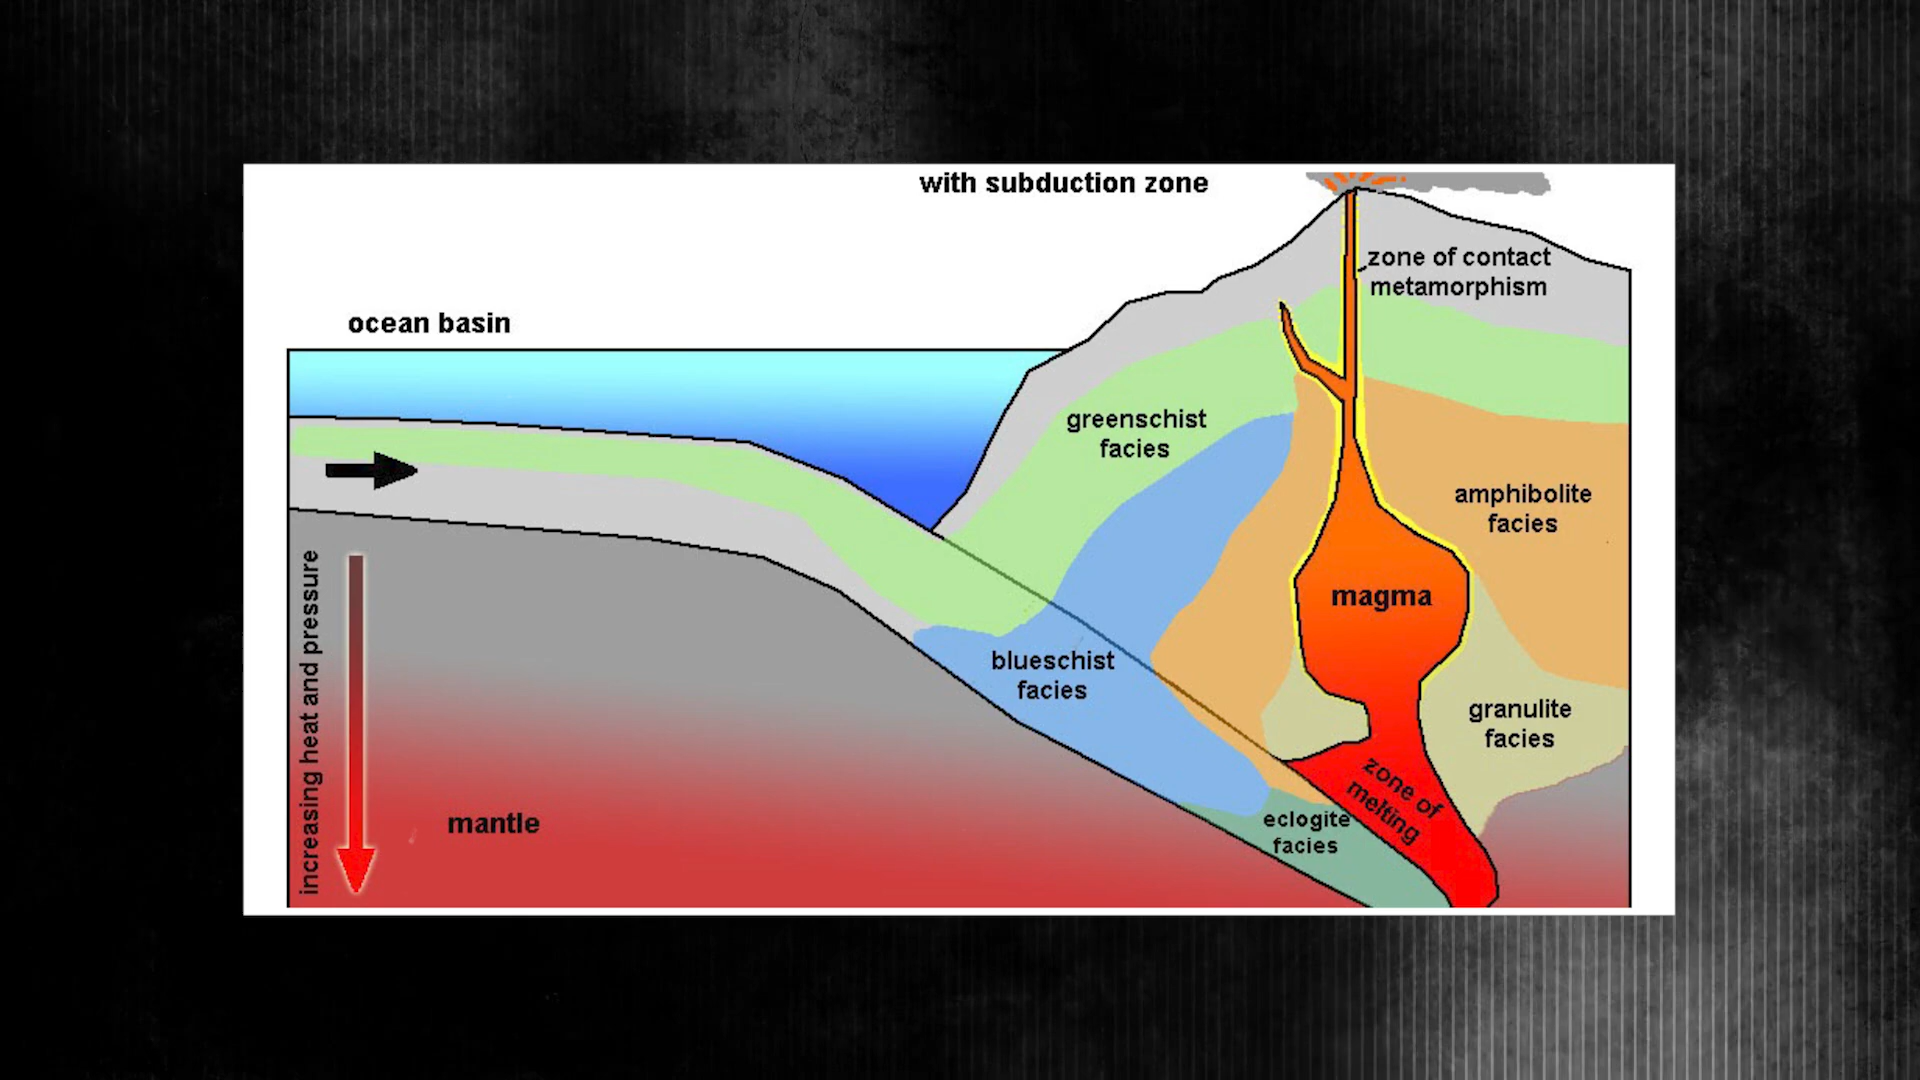 with subduction zone
zone of contact
metamorphism
ocean basin
greenschist
facies
amphibolite
facies
magma
blueschist
facies
granulite
facies
zone of
melting
eclogite
facies
mantle
increasing heat and pressure